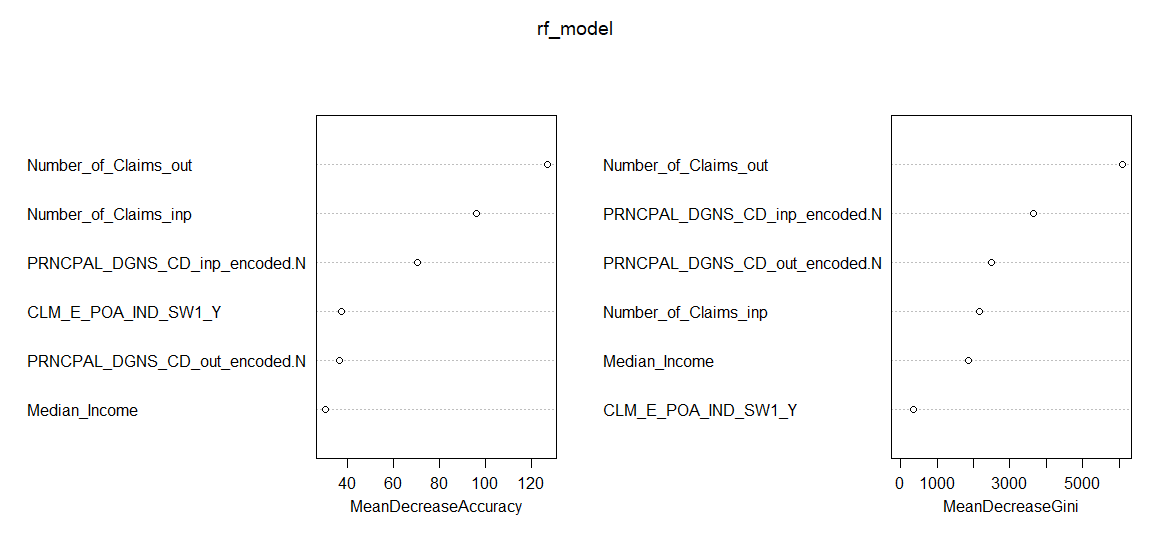 rf_model
Number_of_Claims_out
Number_of_Claims_inp
PRNCPAL_DGNS_CD_inp_encoded.N
CLM_E_POA_IND_SW1_Y
PRNCPAL_DGNS_CD_out_encoded.N
Median_Income
40 60 80 100 120
MeanDecreaseAccuracy
Number_of_Claims_out
PRNCPAL_DGNS_CD_inp_encoded.N
PRNCPAL_DGNS_CD_out_encoded.N
Number_of_Claims_inp
Median_Income
CLM_E_POA_IND_SW1_Y
0 1000 3000 5000
MeanDecreaseGini